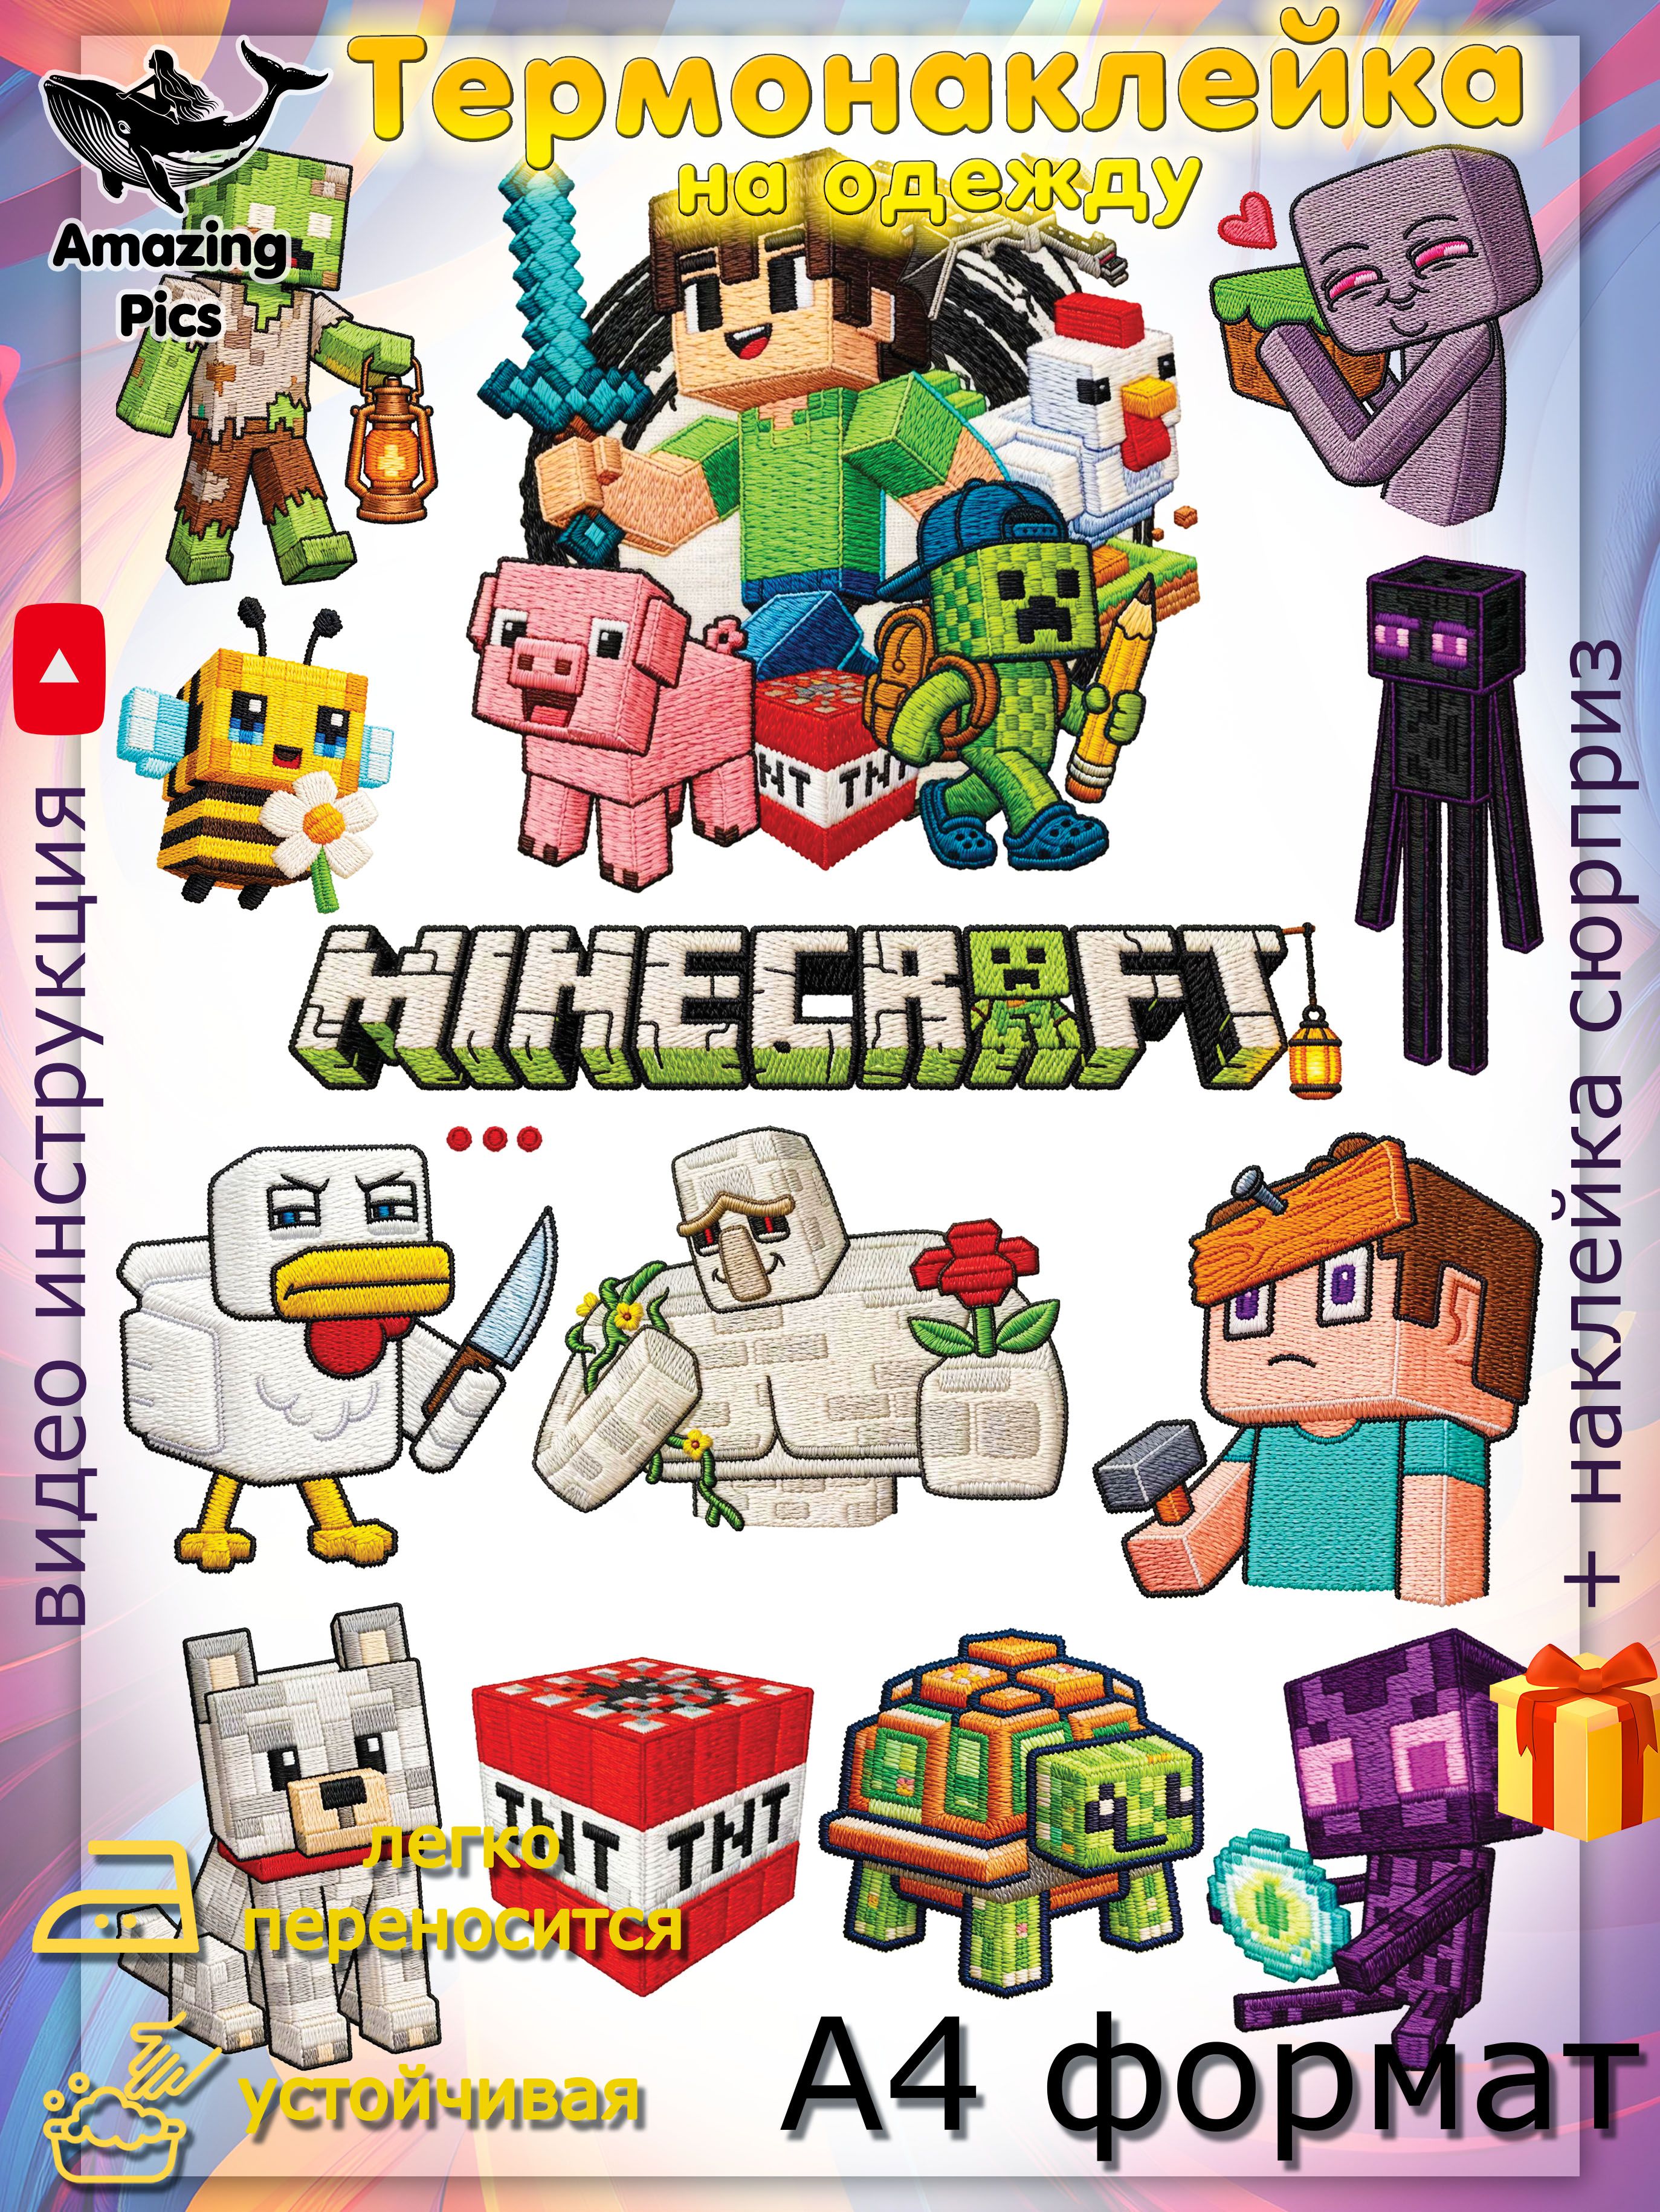 Термонаклейка
на одежду
Amazing
Pics
видео инструкция
+ наклейка сюрприз
TNT TNT
MINECRAFT
TNT TNT
легко
переносится
устойчивая
А4 формат